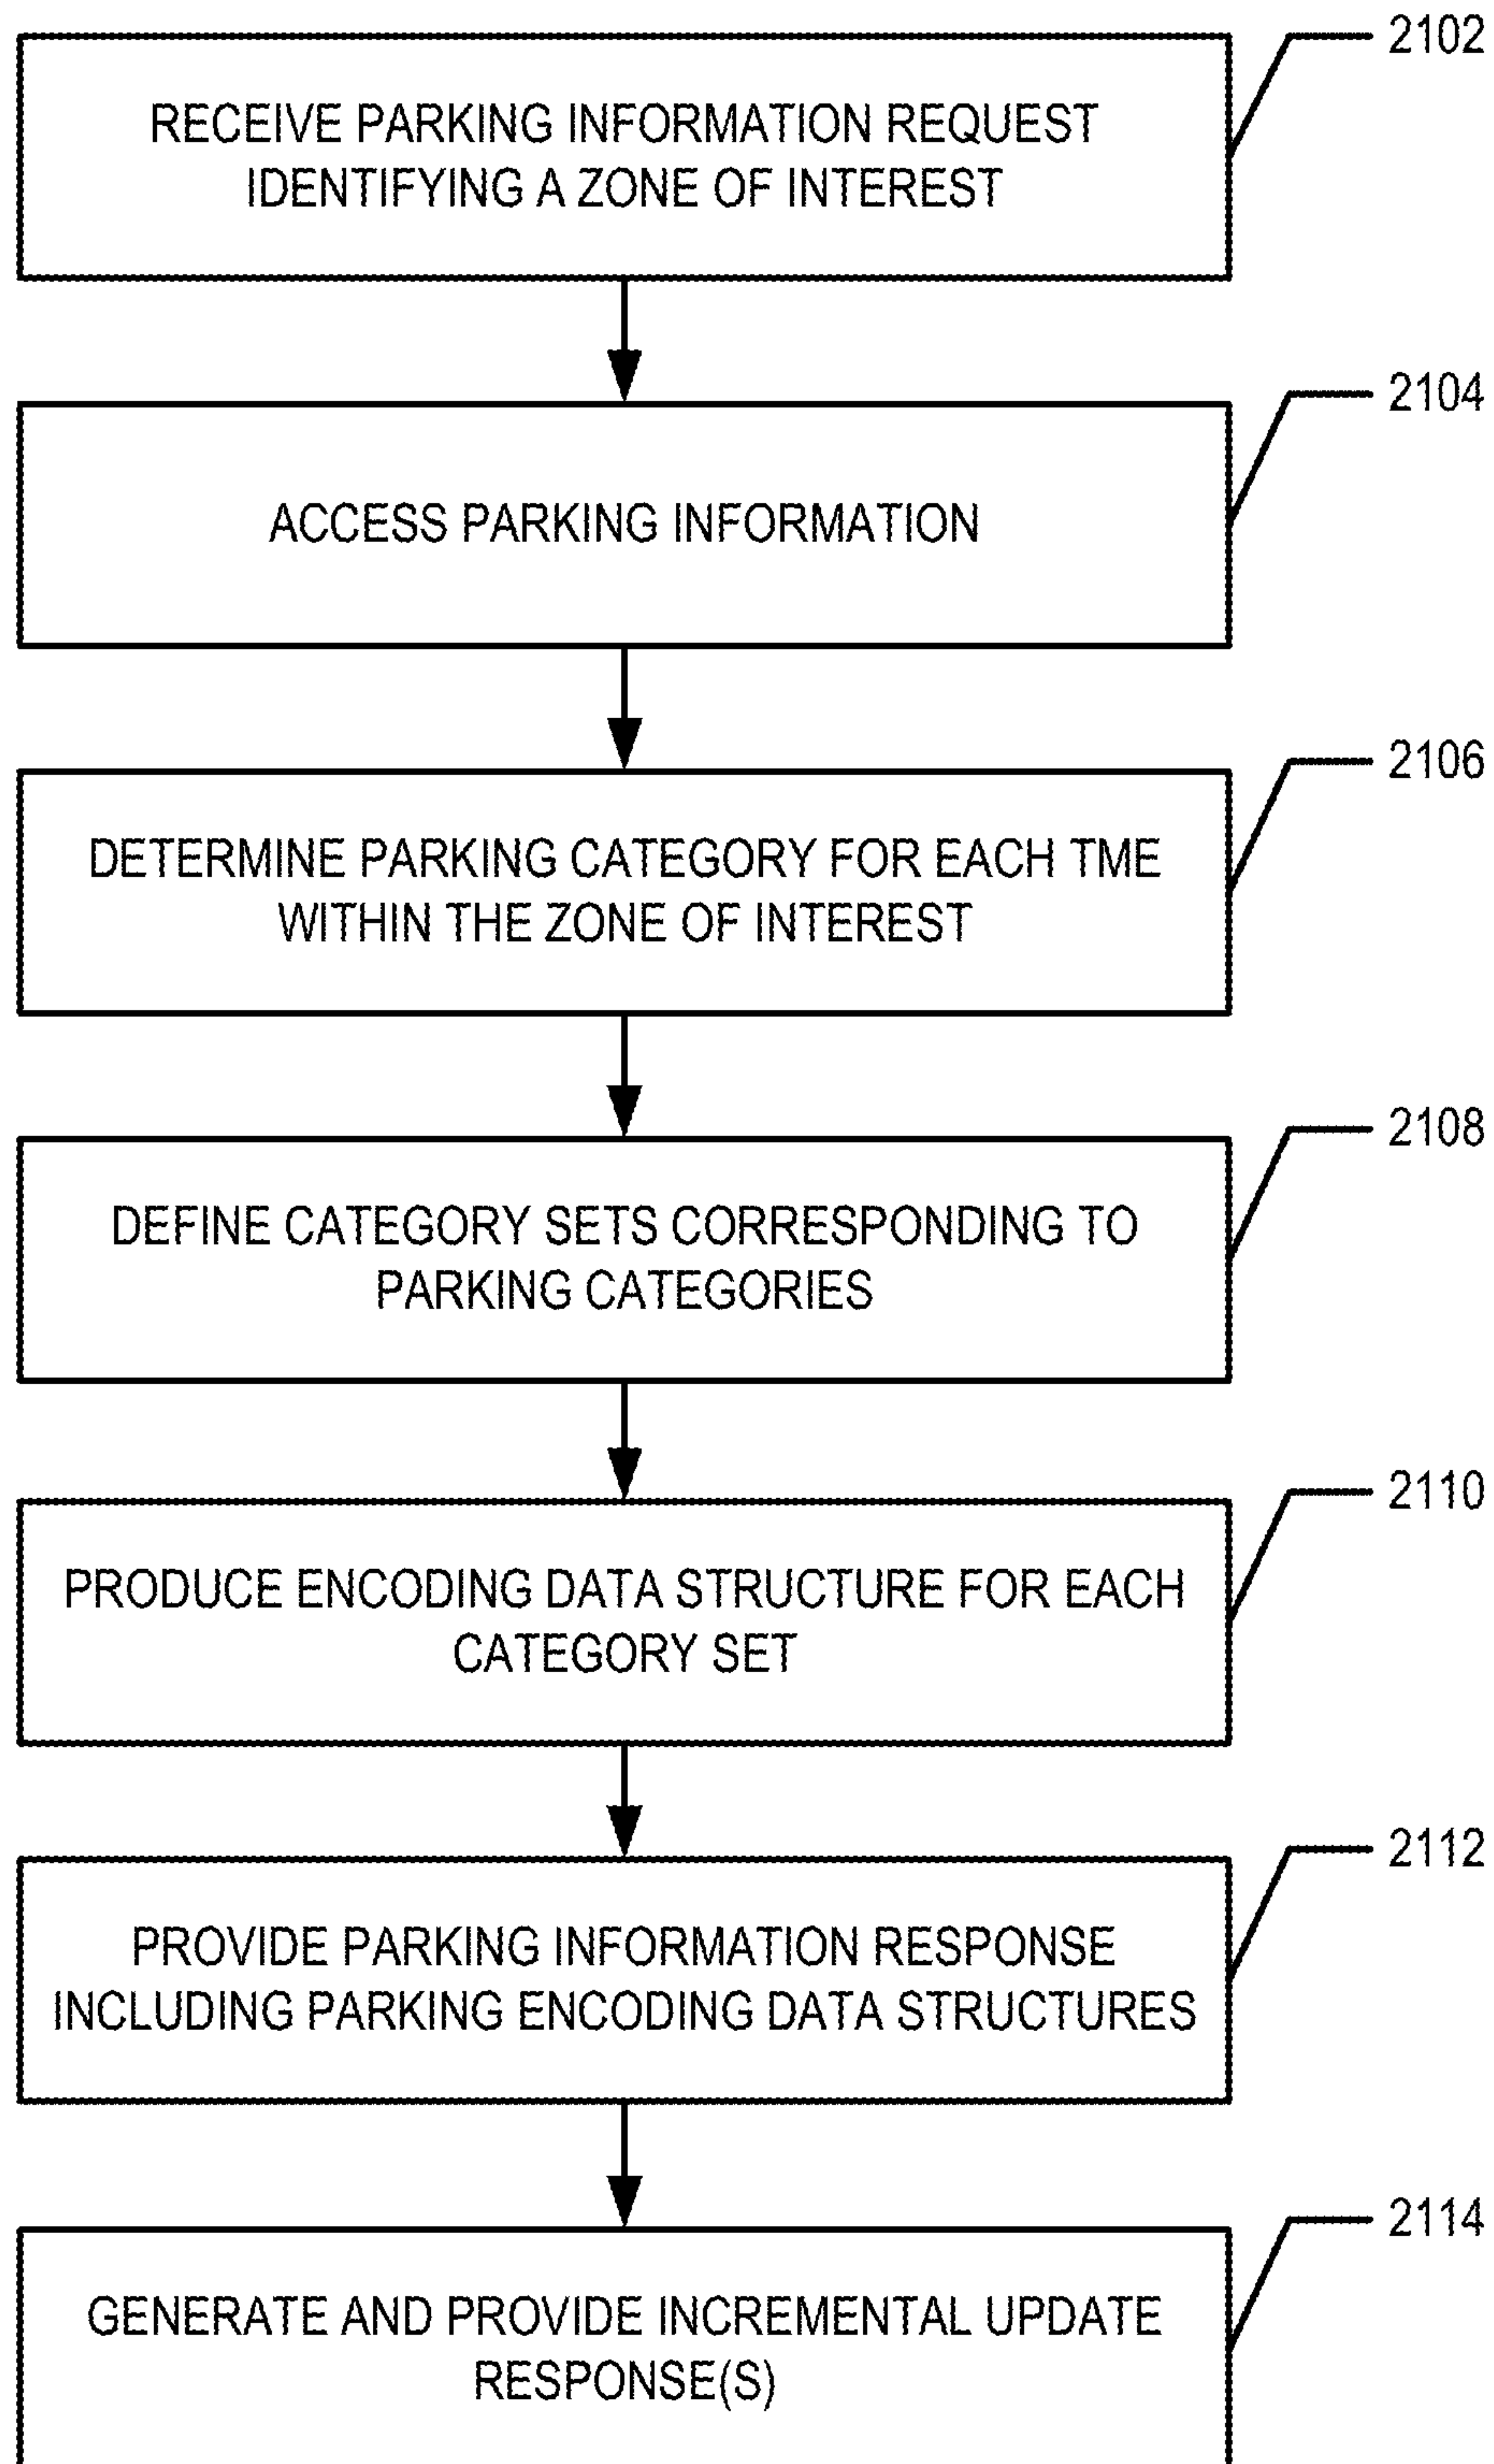 2102
RECEIVE PARKING INFORMATION REQUEST
IDENTIFYING A ZONE OF INTEREST
2104
ACCESS PARKING INFORMATION
2106
DETERMINE PARKING CATEGORY FOR EACH TME
WITHIN THE ZONE OF INTEREST
2108
DEFINE CATEGORY SETS CORRESPONDING TO
PARKING CATEGORIES
2110
PRODUCE ENCODING DATA STRUCTURE FOR EACH
CATEGORY SET
2112
PROVIDE PARKING INFORMATION RESPONSE
INCLUDING PARKING ENCODING DATA STRUCTURES
2114
GENERATE AND PROVIDE INCREMENTAL UPDATE
RESPONSE(S)